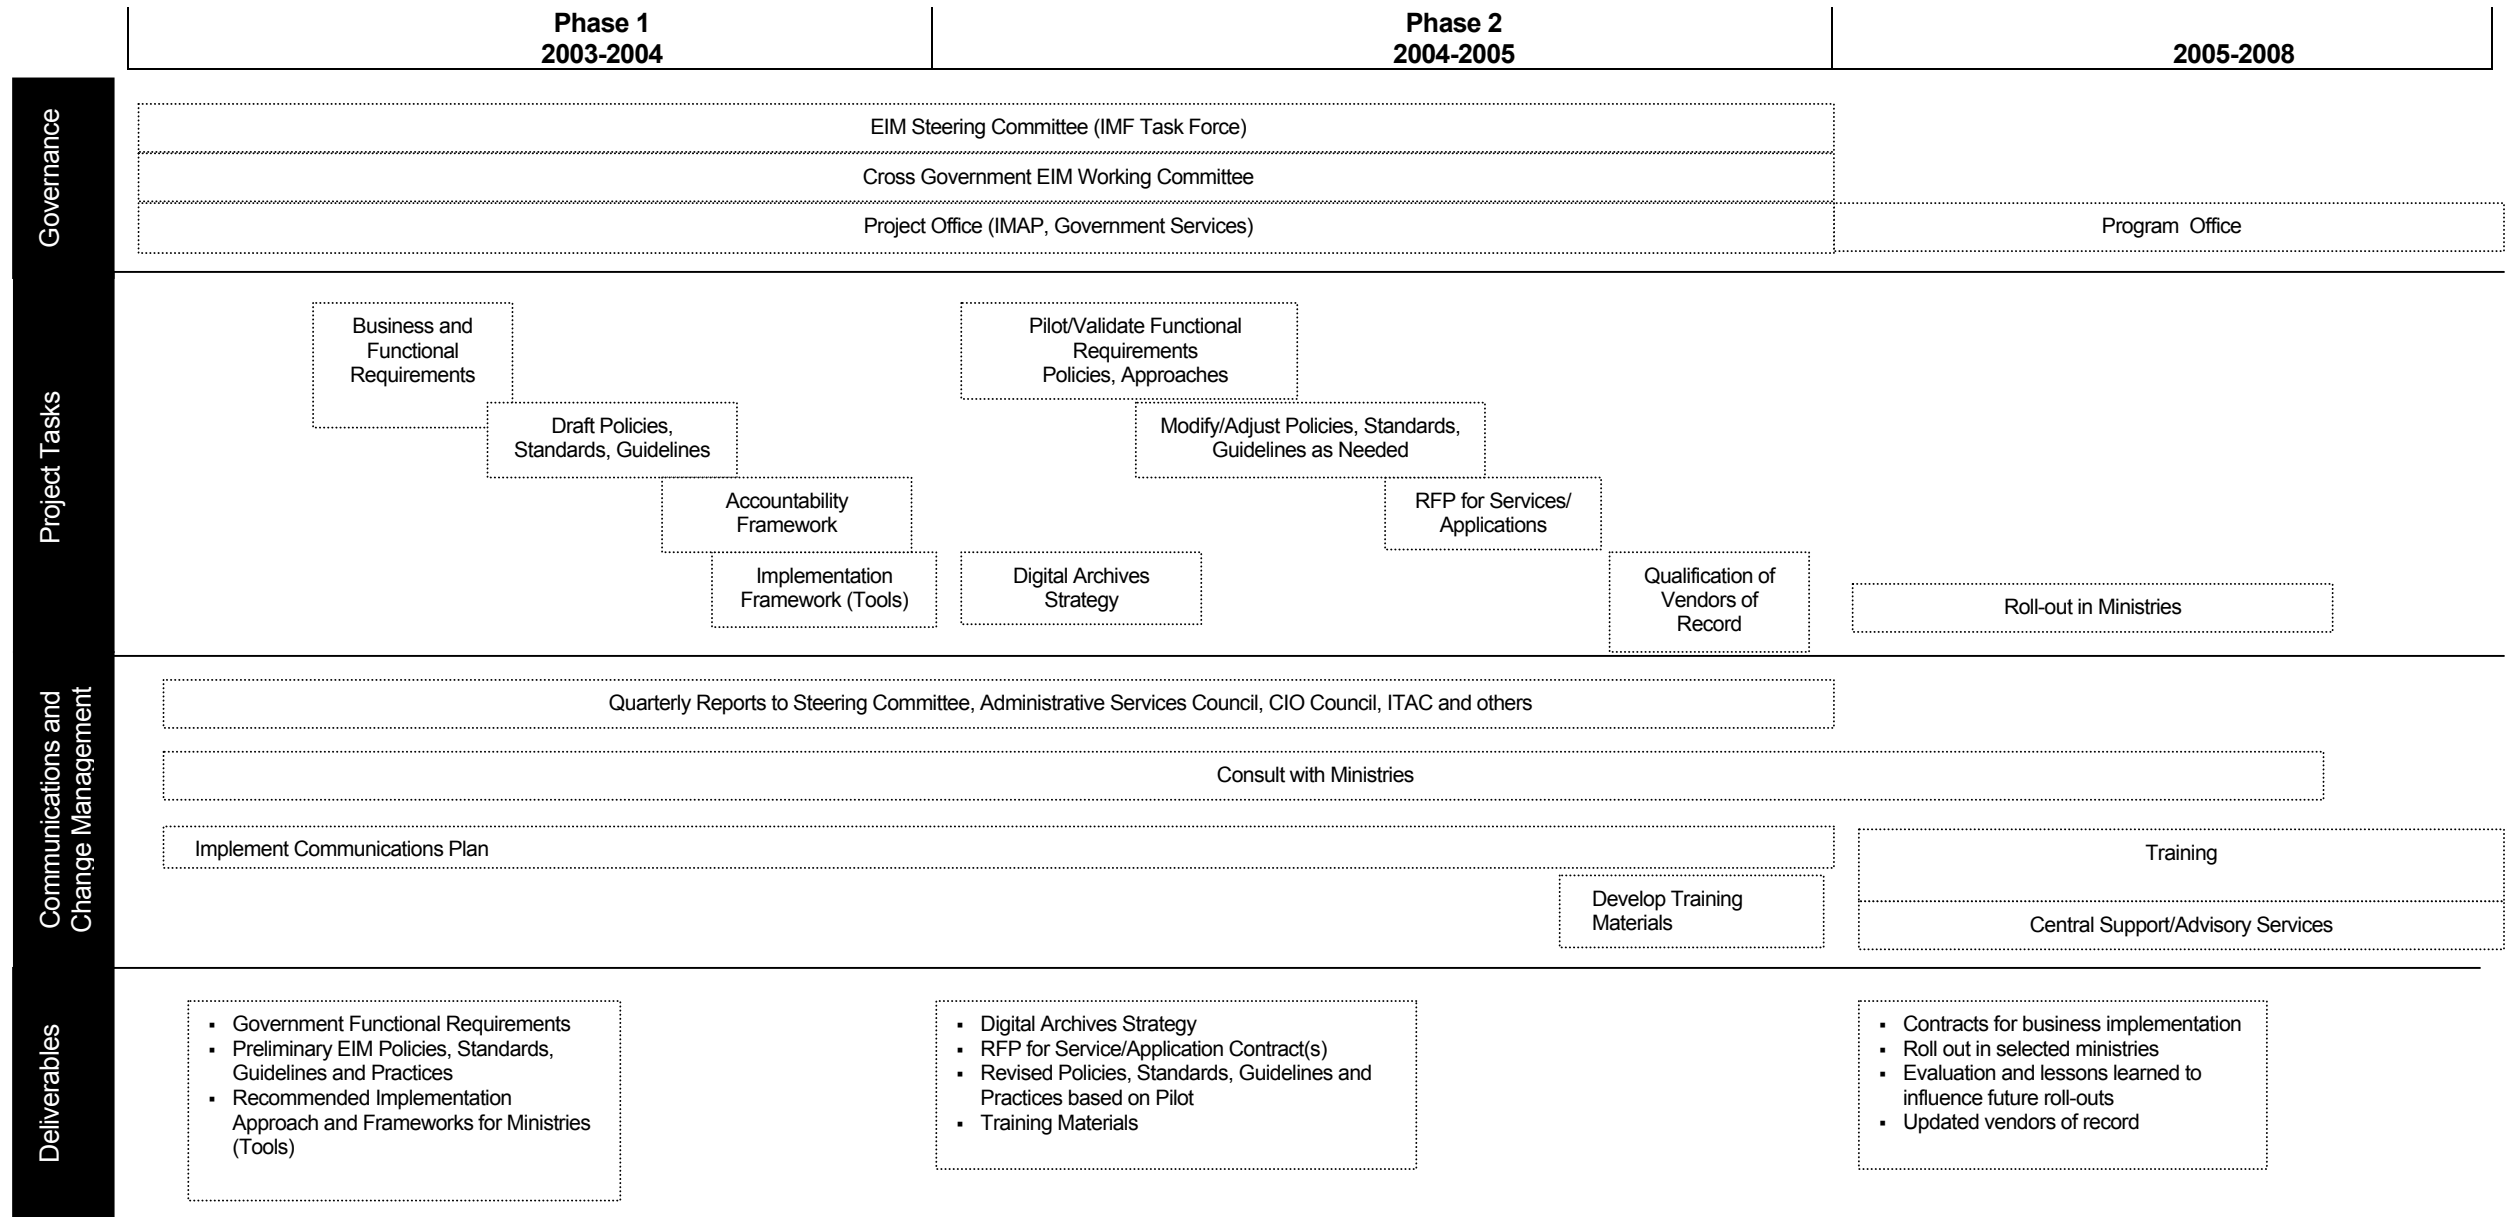 Phase 1
2003-2004
Phase 2
2004-2005
2005-2008
Governance
EIM Steering Committee (IMF Task Force)
Cross Government EIM Working Committee
Project Office (IMAP, Government Services)
Program Office
Project Tasks
Business and
Functional
Requirements
Draft Policies,
Standards, Guidelines
Accountability
Framework
Implementation
Framework (Tools)
Pilot/Validate Functional
Requirements
Policies, Approaches
Modify/Adjust Policies, Standards,
Guidelines as Needed
RFP for Services/
Applications
Digital Archives
Strategy
Qualification of
Vendors of
Record
Roll-out in Ministries
Communications and
Change Management
Quarterly Reports to Steering Committee, Administrative Services Council, CIO Council, ITAC and others
Consult with Ministries
Implement Communications Plan
Training
Develop Training
Materials
Central Support/Advisory Services
Deliverables
▪ Government Functional Requirements
▪ Preliminary EIM Policies, Standards,
Guidelines and Practices
▪ Recommended Implementation
Approach and Frameworks for Ministries
(Tools)
▪ Digital Archives Strategy
▪ RFP for Service/Application Contract(s)
▪ Revised Policies, Standards, Guidelines and
Practices based on Pilot
▪ Training Materials
▪ Contracts for business implementation
▪ Roll out in selected ministries
▪ Evaluation and lessons learned to
influence future roll-outs
▪ Updated vendors of record